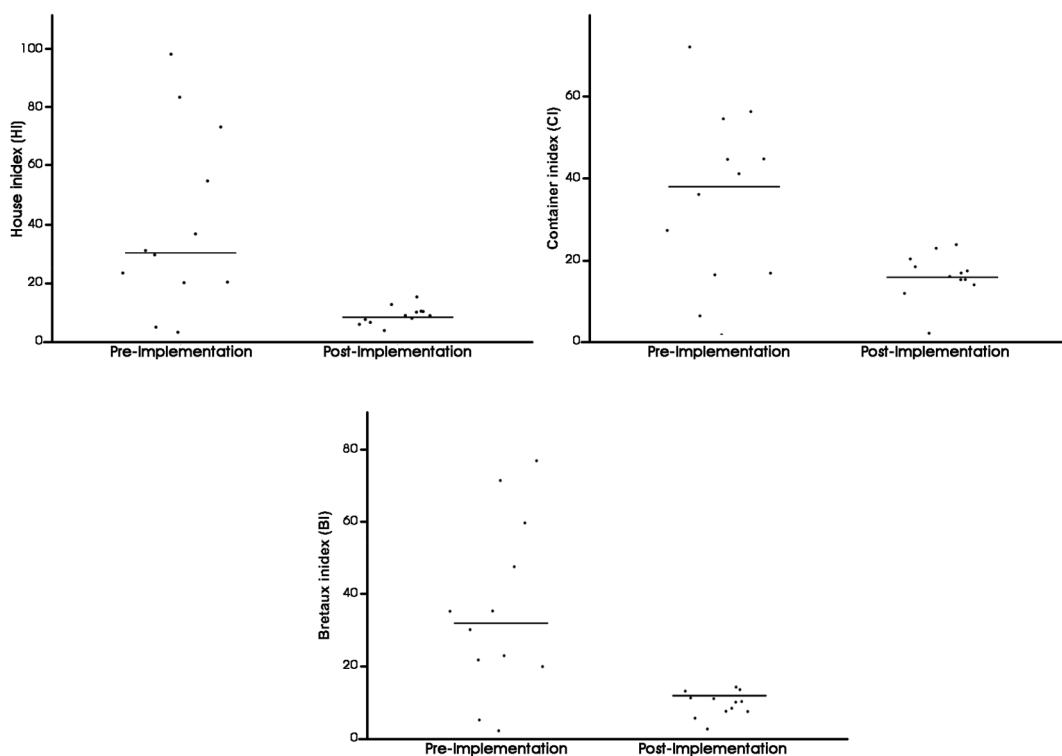 House inidex (HI)
100
80
60
40
20
0
Pre-Implementation
Post-Implementation
Container inidex (CI)
60
40
20
0
Pre-Implementation
Post-Implementation
Bretaux inidex (BI)
80
60
40
20
0
Pre-Implementation
Post-Implementation